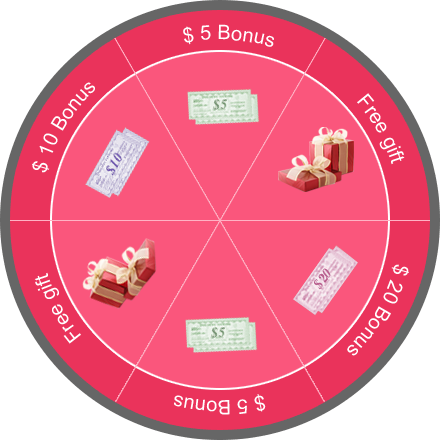 $ 5 Bonus
Free gift
$ 20 Bonus
$ 5 Bonus
Free gift
$ 10 Bonus
$5
$20
$5
$10